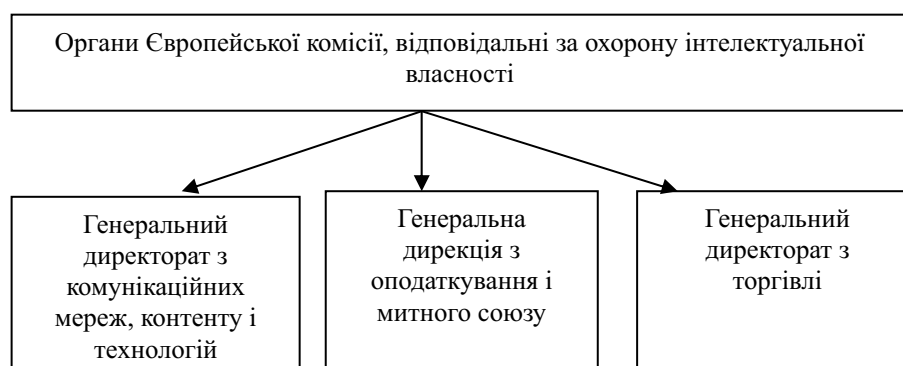 Органи Європейської комісії, відповідальні за охорону інтелектуальної
власності
Генеральний
директорат з
комунікаційних
мереж, контенту і
технологій
Генеральна
дирекція з
оподаткування і
митного союзу
Генеральний
директорат з
торгівлі